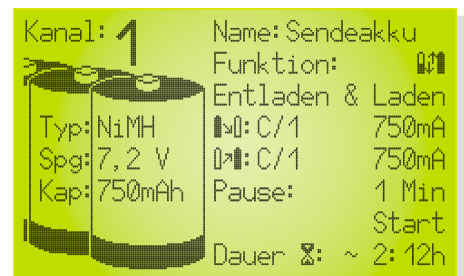 Kanal: 1
Typ: NiMH
Spg: 7,2 V
Kap: 750mAh
Name: Sendeakku
Funktion:
Entladen & Laden
C/1 750mA
C/1 750mA
Pause: 1 Min
Start
Dauer : ~ 2:12h